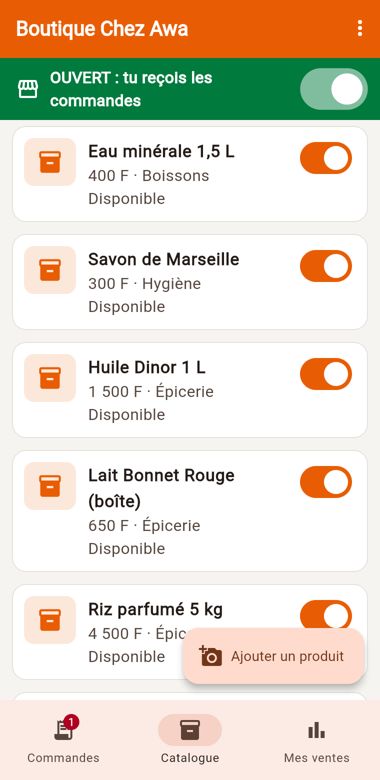 Boutique Chez Awa
OUVERT : tu reçois les
commandes
Eau minérale 1,5 L
400 F · Boissons
Disponible
Savon de Marseille
300 F · Hygiène
Disponible
Huile Dinor 1 L
1 500 F · Épicerie
Disponible
Lait Bonnet Rouge
(boîte)
650 F · Épicerie
Disponible
Riz parfumé 5 kg
4 500 F · Épic
Disponible
Ajouter un produit
1
Commandes
Catalogue
Mes ventes